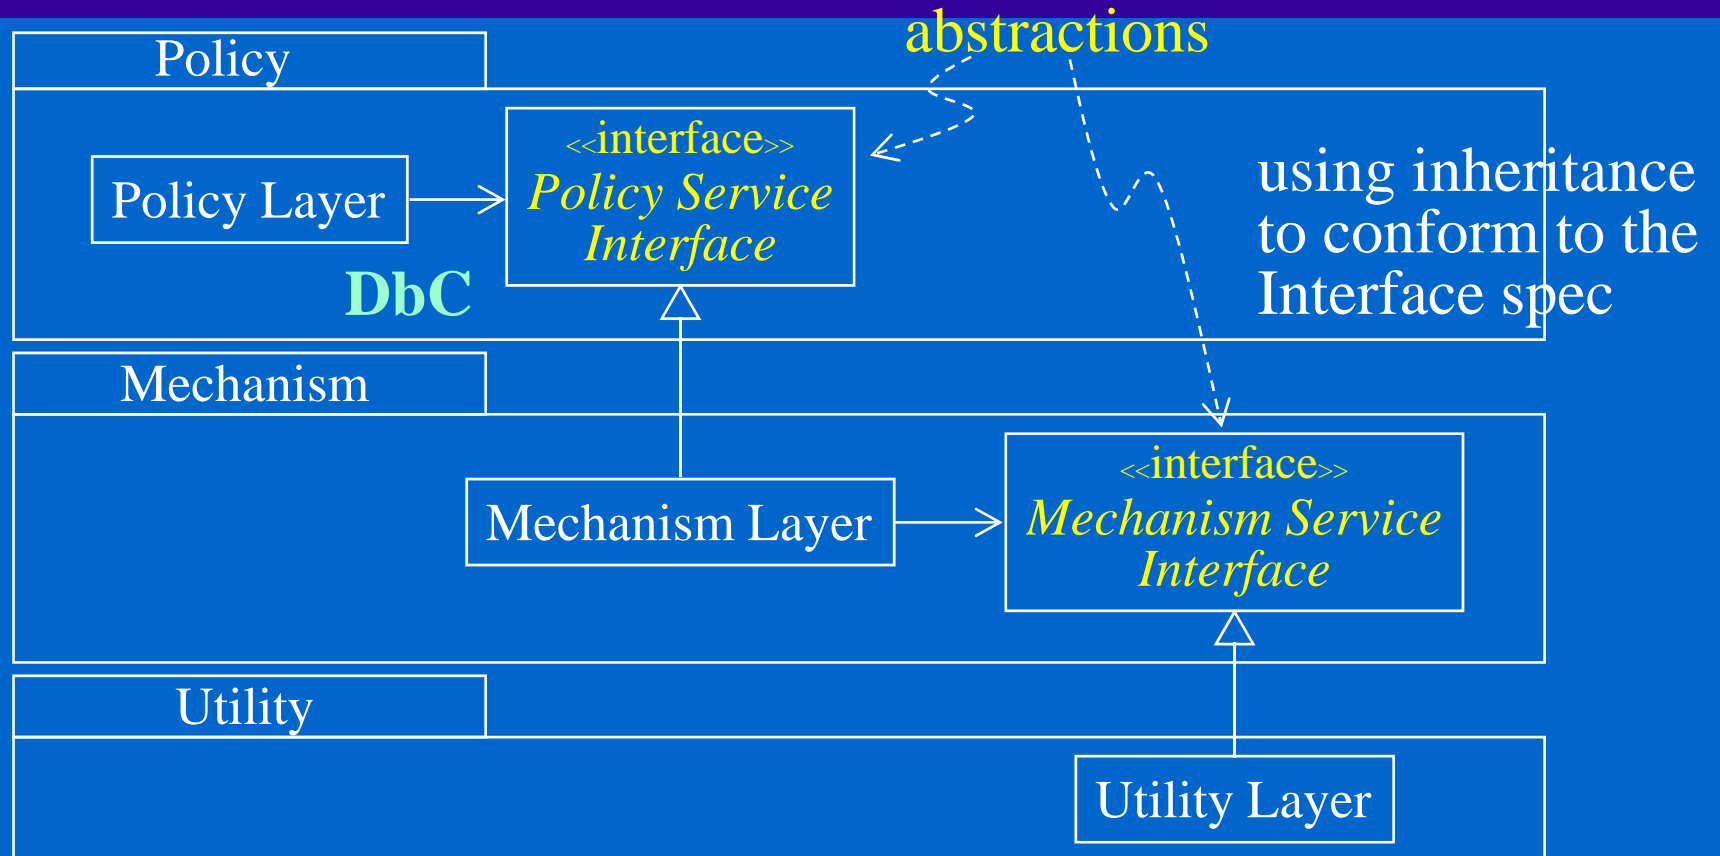 abstractions
Policy
<<interface>>
Policy Service
Interface
Policy Layer
DbC
using inheritance
to conform to the
Interface spec
Mechanism
<<interface>>
Mechanism Service
Interface
Mechanism Layer
Utility
Utility Layer